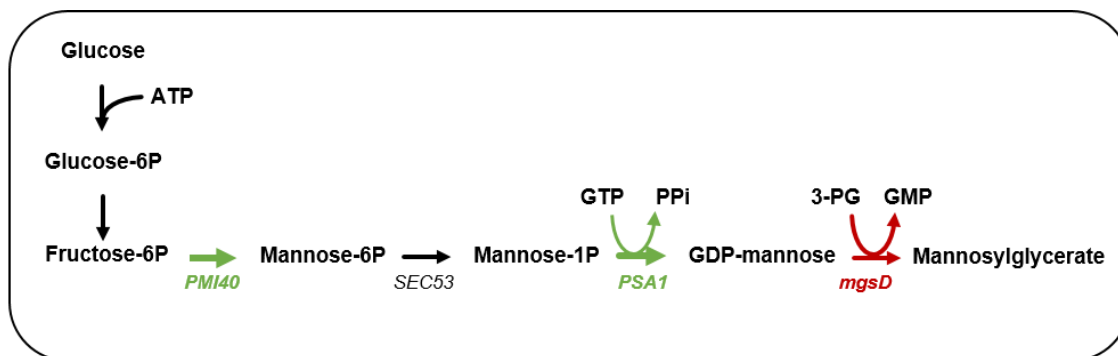 Glucose
ATP
Glucose-6P
GTP PPi 3-PG GMP
Fructose-6P Mannose-6P Mannose-1P GDP-mannose Mannosylglycerate
PMI40 SEC53 PSA1 mgsD